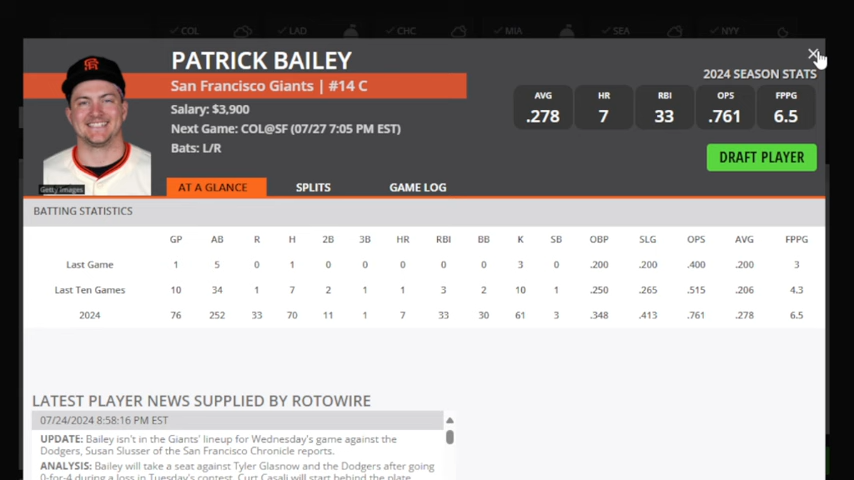 COL LAD CHC MIA SEA NYY
PATRICK BAILEY
San Francisco Giants | #14 C
Salary: $3,900
Next Game: COL@SF (07/27 7:05 PM EST)
Bats: L/R
2024 SEASON STATS
AVG HR RBI OPS FPPG
.278 7 33 .761 6.5
DRAFT PLAYER
Getty Images
AT A GLANCE SPLITS GAME LOG
BATTING STATISTICS
GP AB R H 2B 3B HR RBI BB K SB OBP SLG OPS AVG FPPG
Last Game 1 5 0 1 0 0 0 0 0 3 0 .200 .200 .400 .200 3
Last Ten Games 10 34 1 7 2 1 1 3 2 10 1 .250 .265 .515 .206 4.3
2024 76 252 33 70 11 1 7 33 30 61 3 .348 .413 .761 .278 6.5
LATEST PLAYER NEWS SUPPLIED BY ROTOWIRE
07/24/2024 8:58:16 PM EST
UPDATE: Bailey isn't in the Giants' lineup for Wednesday's game against the
Dodgers, Susan Slusser of the San Francisco Chronicle reports.
ANALYSIS: Bailey will take a seat against Tyler Glasnow and the Dodgers after going
0-for-4 during a loss in Tuesday's contest. Curt Casali will start behind the plate